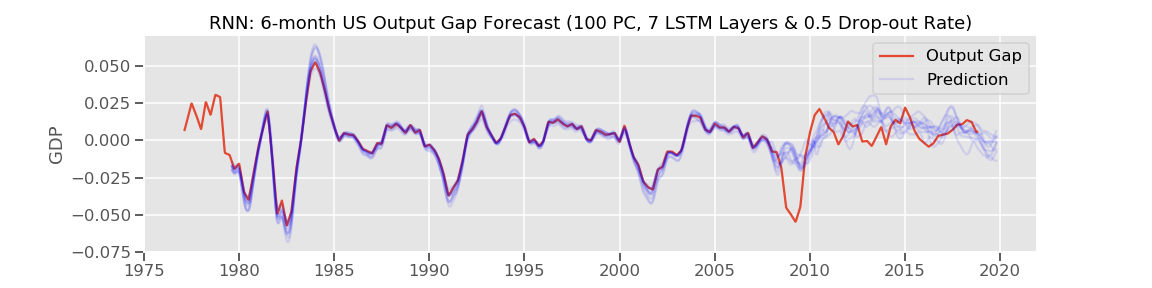 RNN: 6-month US Output Gap Forecast (100 PC, 7 LSTM Layers & 0.5 Drop-out Rate)
Output Gap
Prediction
GDP
0.050
0.025
0.000
−0.025
−0.050
−0.075
1975 1980 1985 1990 1995 2000 2005 2010 2015 2020